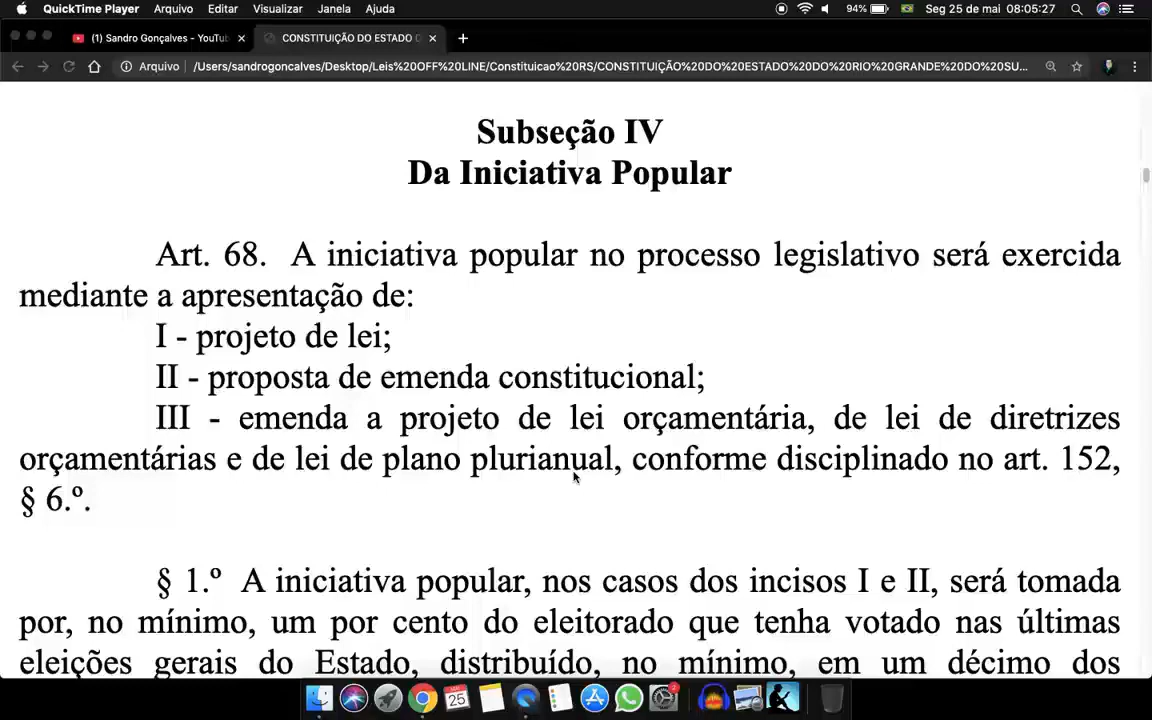 QuickTime Player Arquivo Editar Visualizar Janela Ajuda 94% Seg 25 de mai 08:05:27
(1) Sandro Gonçalves - YouTu CONSTITUIÇÃO DO ESTADO
Arquivo /Users/sandrogoncalves/Desktop/Leis%20OFF%20LINE/Constituicao%20RS/CONSTITUIÇÃO%20DO%20ESTADO%20DO%20RIO%20GRANDE%20DO%20SU...
Subseção IV
Da Iniciativa Popular
Art. 68. A iniciativa popular no processo legislativo será exercida
mediante a apresentação de:
I - projeto de lei;
II - proposta de emenda constitucional;
III - emenda a projeto de lei orçamentária, de lei de diretrizes
orçamentárias e de lei de plano plurianual, conforme disciplinado no art. 152,
§ 6.º.
§ 1.º A iniciativa popular, nos casos dos incisos I e II, será tomada
por, no mínimo, um por cento do eleitorado que tenha votado nas últimas
eleições gerais do Estado, distribuído, no mínimo, em um décimo dos
25